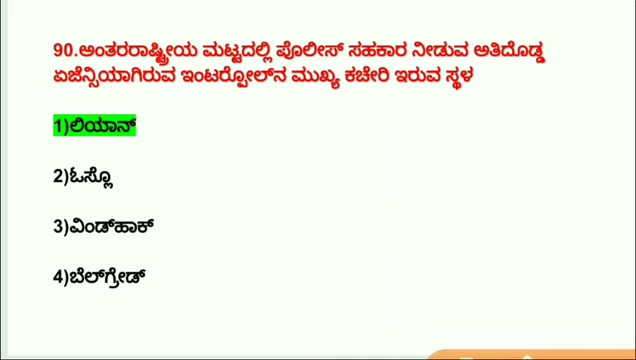 90.ಅಂತರರಾಷ್ಟ್ರೀಯ ಮಟ್ಟದಲ್ಲಿ ಪೊಲೀಸ್ ಸಹಕಾರ ನೀಡುವ ಅತಿದೊಡ್ಡ
ಏಜೆನ್ಸಿಯಾಗಿರುವ ಇಂಟರ್‌ಪೋಲ್‌ನ ಮುಖ್ಯ ಕಚೇರಿ ಇರುವ ಸ್ಥಳ
1)ಲಿಯಾನ್
2)ಓಸ್ಲೊ
3)ವಿಂಡ್‌ಹಾಕ್
4)ಬೆಲ್‌ಗ್ರೇಡ್